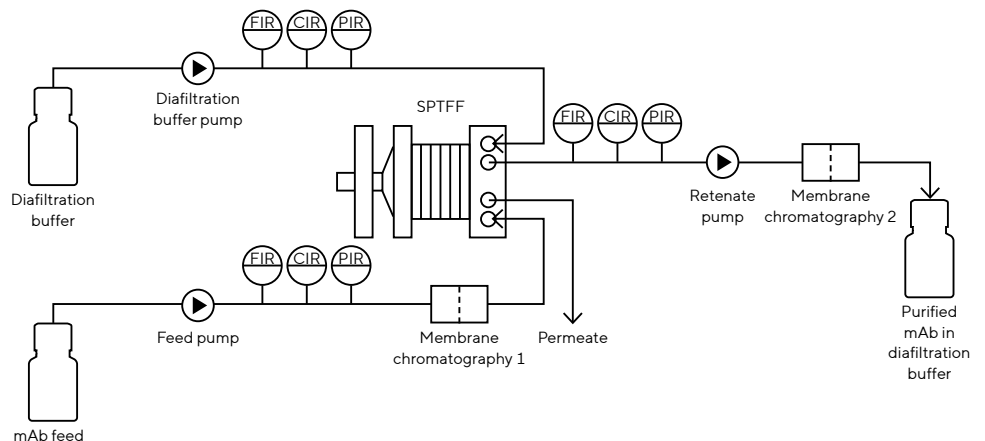 FIR CIR PIR
Diafiltration
buffer pump
SPTFF
FIR CIR PIR
Diafiltration
buffer
Retenate
pump
Membrane
chromatography 2
FIR CIR PIR
Feed pump
Membrane
chromatography 1
Permeate
Purified
mAb in
diafiltration
buffer
mAb feed